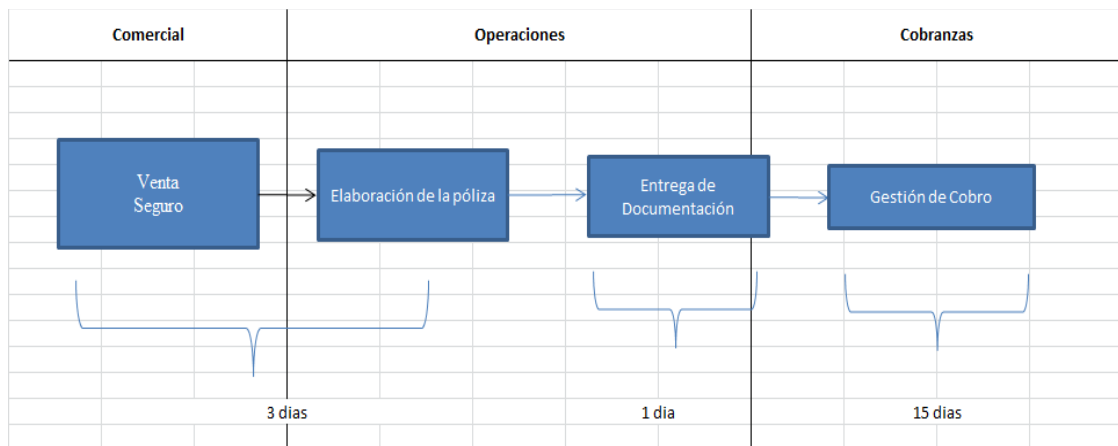 Comercial
Operaciones
Cobranzas
Venta
Seguro
Elaboración de la póliza
Entrega de
Documentación
Gestión de Cobro
3 dias
1 dia
15 dias